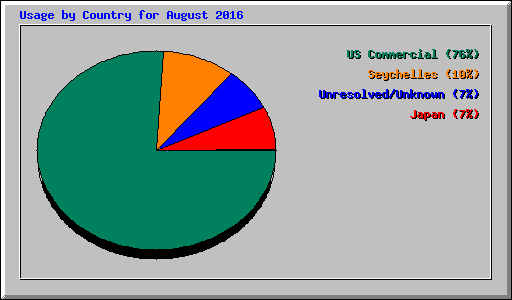 Usage by Country for August 2016
US Commercial (76%)
Seychelles (10%)
Unresolved/Unknown (7%)
Japan (7%)